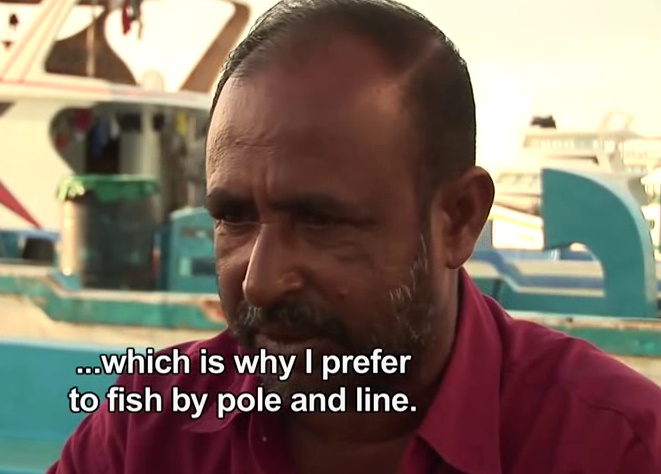 ...which is why I prefer
to fish by pole and line.